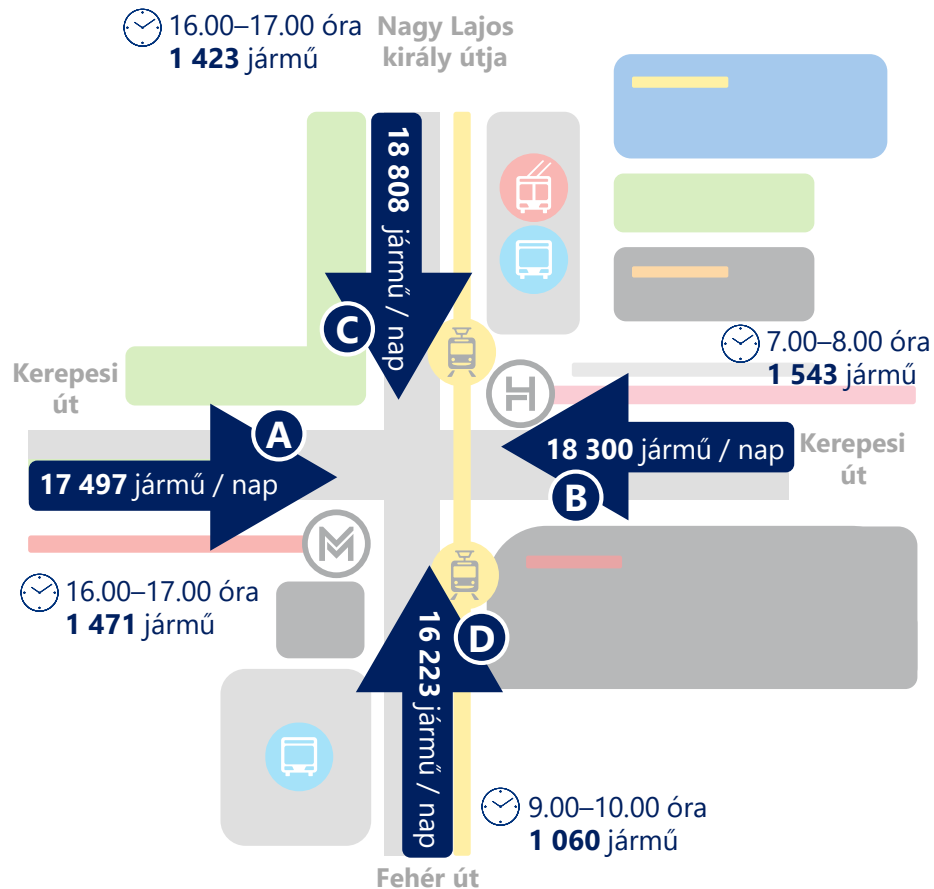 16.00–17.00 óra
1 423 jármű
Nagy Lajos
király útja
18 808 jármű / nap
C
7.00–8.00 óra
1 543 jármű
H
Kerepesi
út
A
17 497 jármű / nap
18 300 jármű / nap
B
Kerepesi
út
M
16.00–17.00 óra
1 471 jármű
D
16 223 jármű / nap
9.00–10.00 óra
1 060 jármű
Fehér út